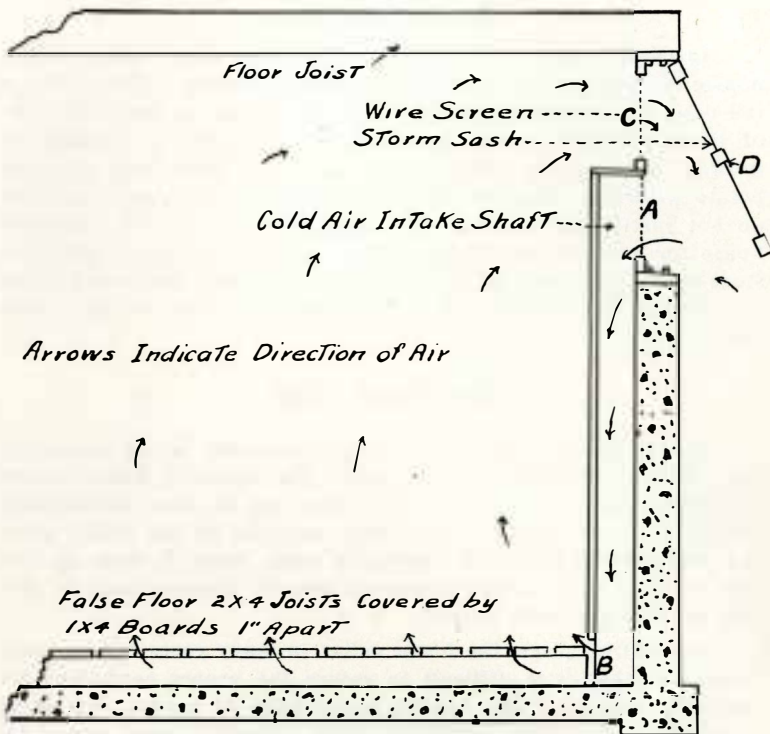 Floor Joist
Wire Screen
C
Storm Sash
D
A
Cold Air Intake Shaft
Arrows Indicate Direction of Air
False Floor 2X4 Joists Covered by
1X4 Boards 1" Apart
B